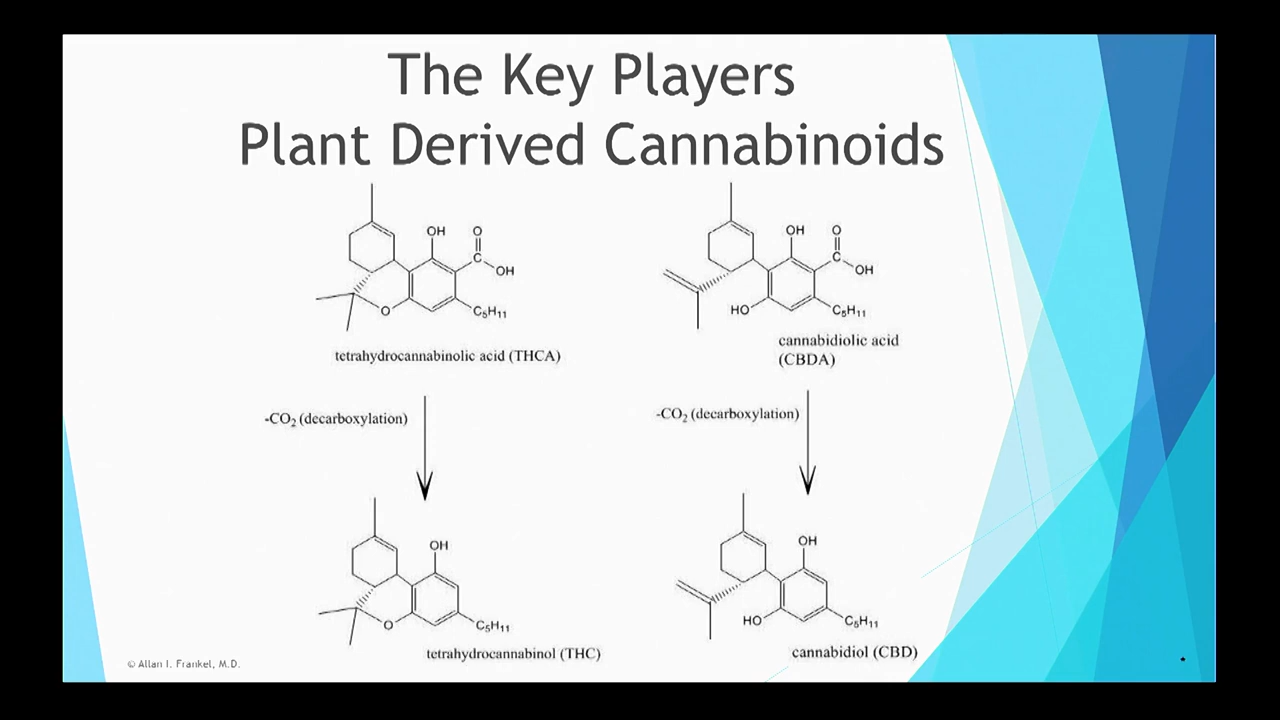 The Key Players
Plant Derived Cannabinoids
OH
O
C
OH
O
C₅H₁₁
tetrahydrocannabinolic acid (THCA)
OH
O
C
OH
HO
C₅H₁₁
cannabidiolic acid
(CBDA)
-CO₂ (decarboxylation)
-CO₂ (decarboxylation)
OH
O
C₅H₁₁
tetrahydrocannabinol (THC)
OH
HO
C₅H₁₁
cannabidiol (CBD)
© Allan I. Frankel, M.D.